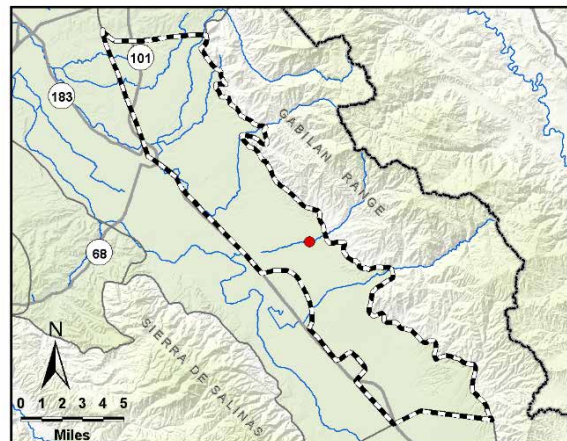 101
183
GABILAN RANGE
68
N
SIERRA DE SALINAS
0 1 2 3 4 5
Miles